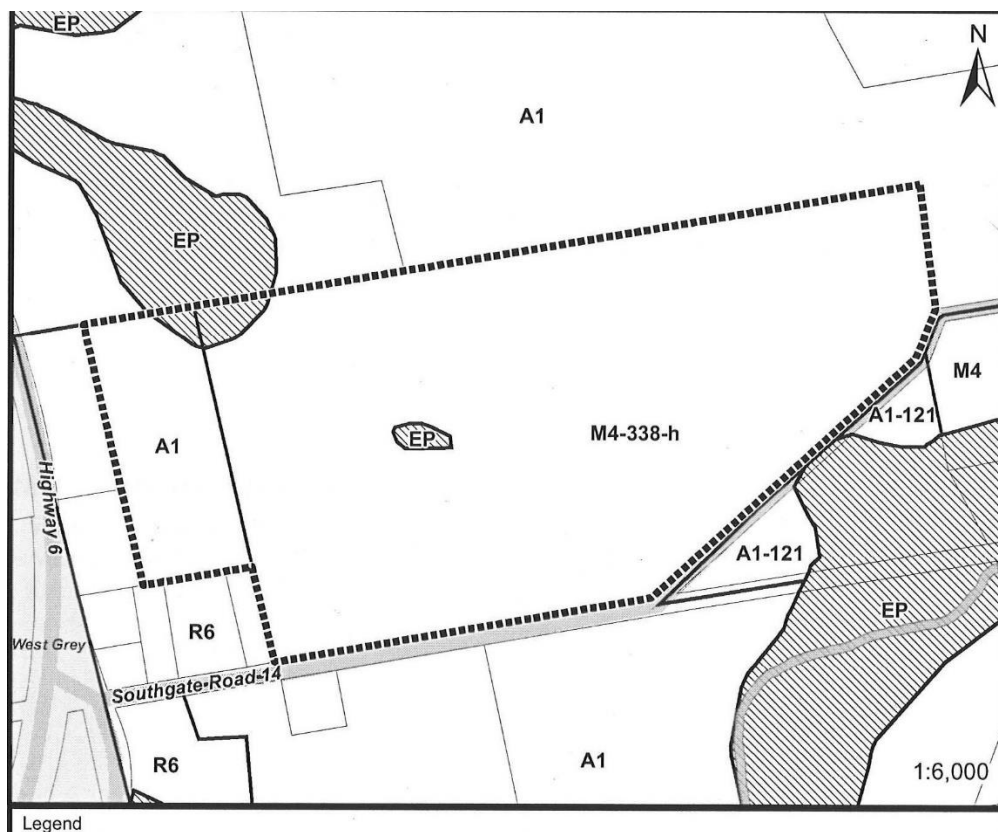 EP
N
A1
EP
M4
A1-121
A1
EP
M4-338-h
Highway 6
A1-121
EP
R6
West Grey
Southgate Road 14
A1
R6
1:6,000
Legend